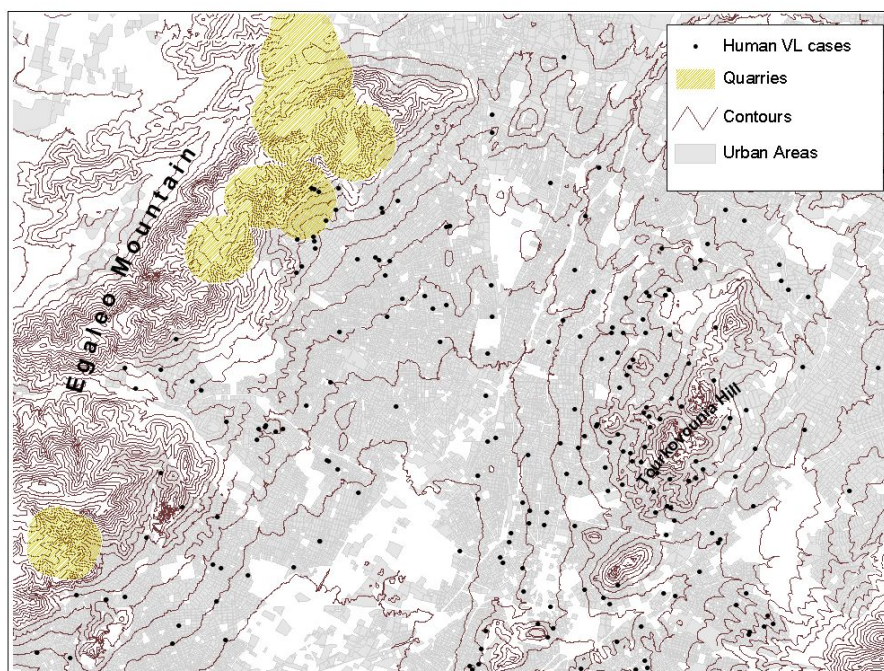 Human VL cases
Quarries
Contours
Urban Areas
Egaleo Mountain
Tourkovounia Hill